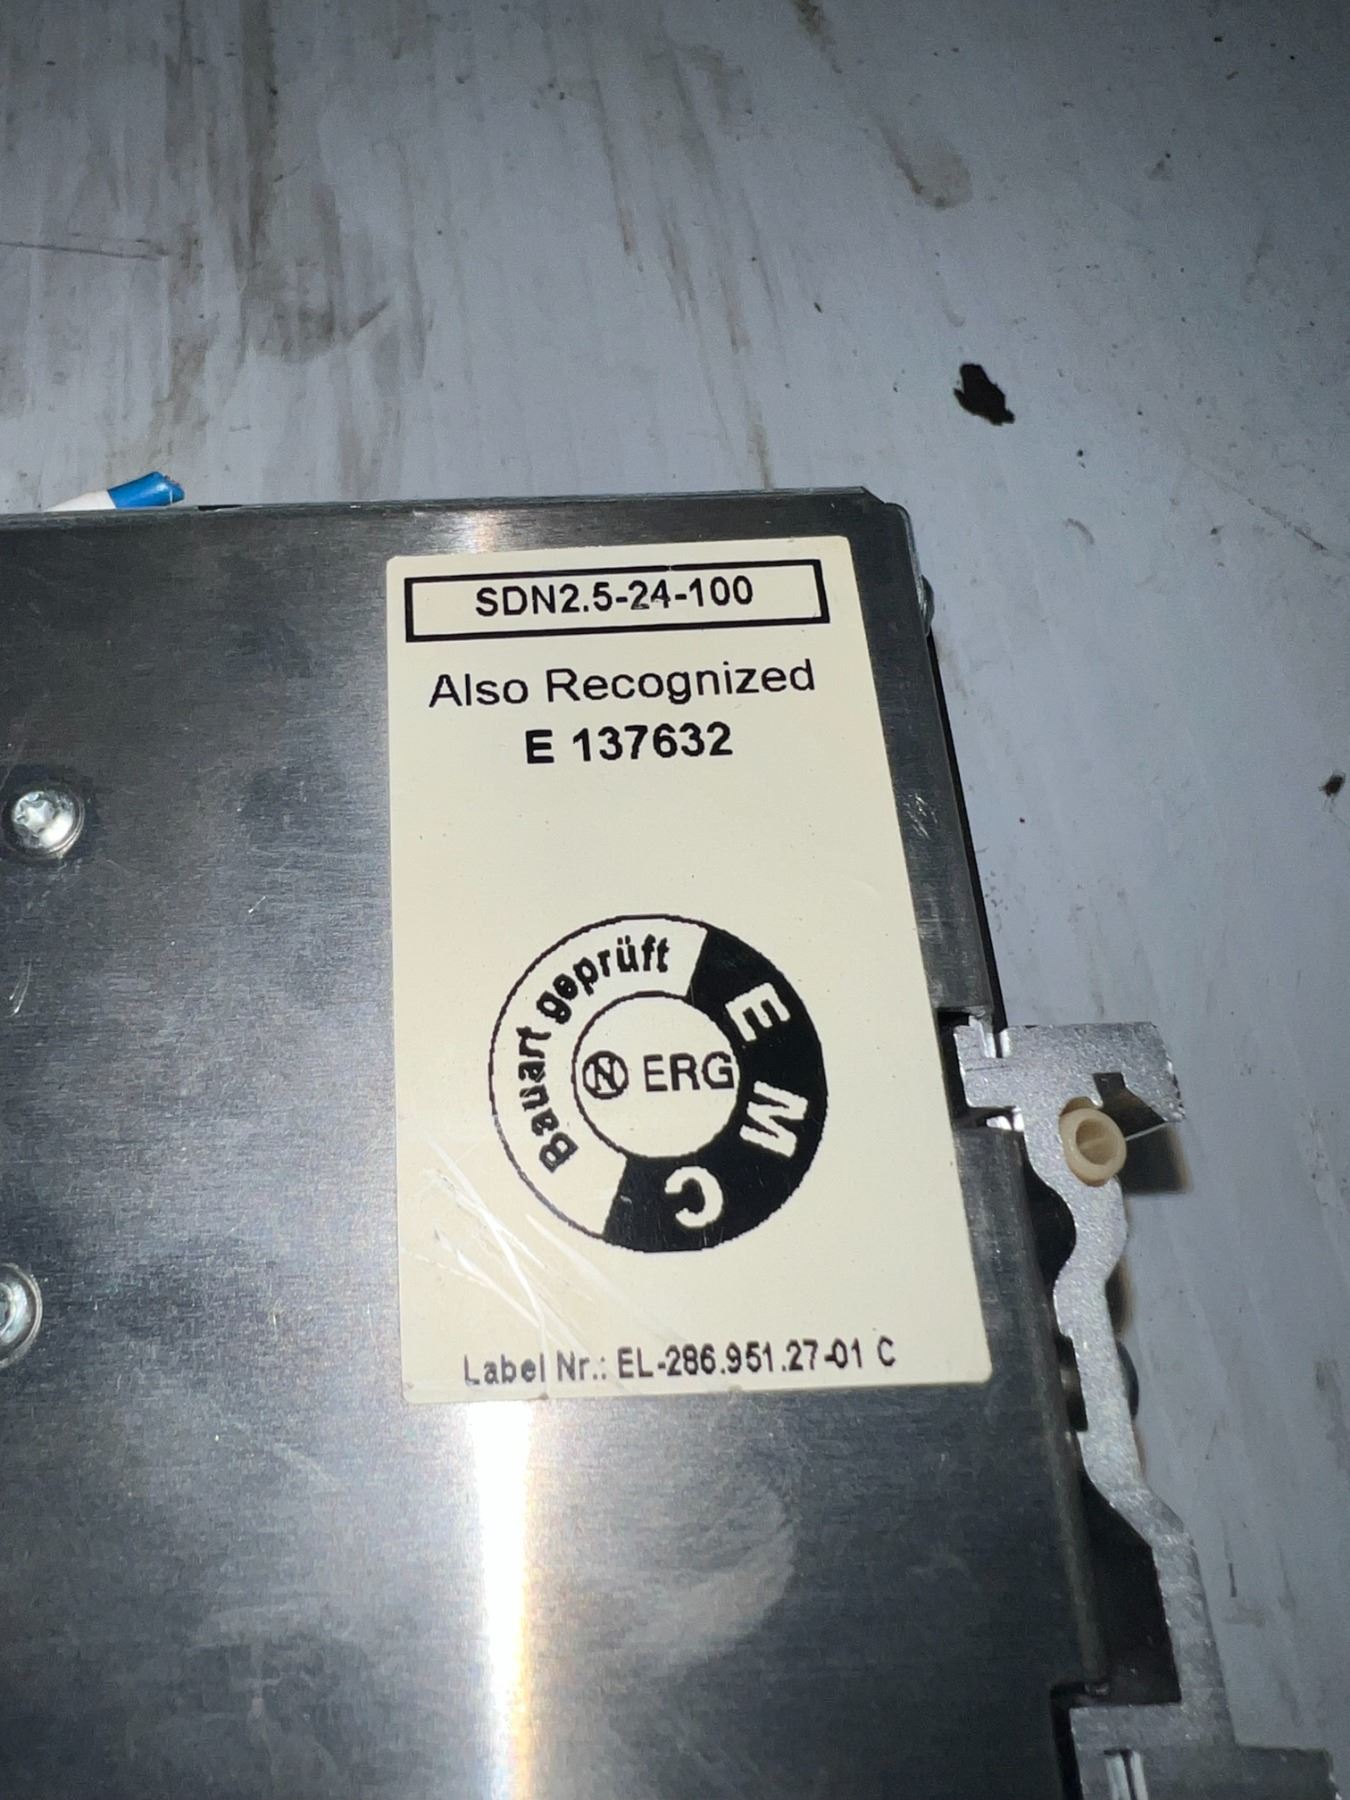 SDN2.5-24-100
Also Recognized
E 137632
Bauart geprüft
EMC
N ERG
Label Nr.: EL-286.951.27-01 C